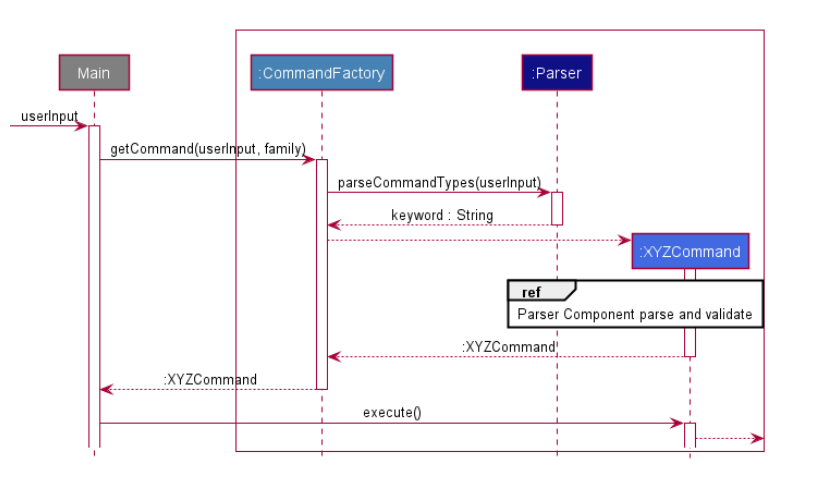 Main
:CommandFactory
:Parser
userInput
getCommand(userInput, family)
parseCommandTypes(userInput)
keyword : String
:XYZCommand
ref
Parser Component parse and validate
:XYZCommand
:XYZCommand
execute()